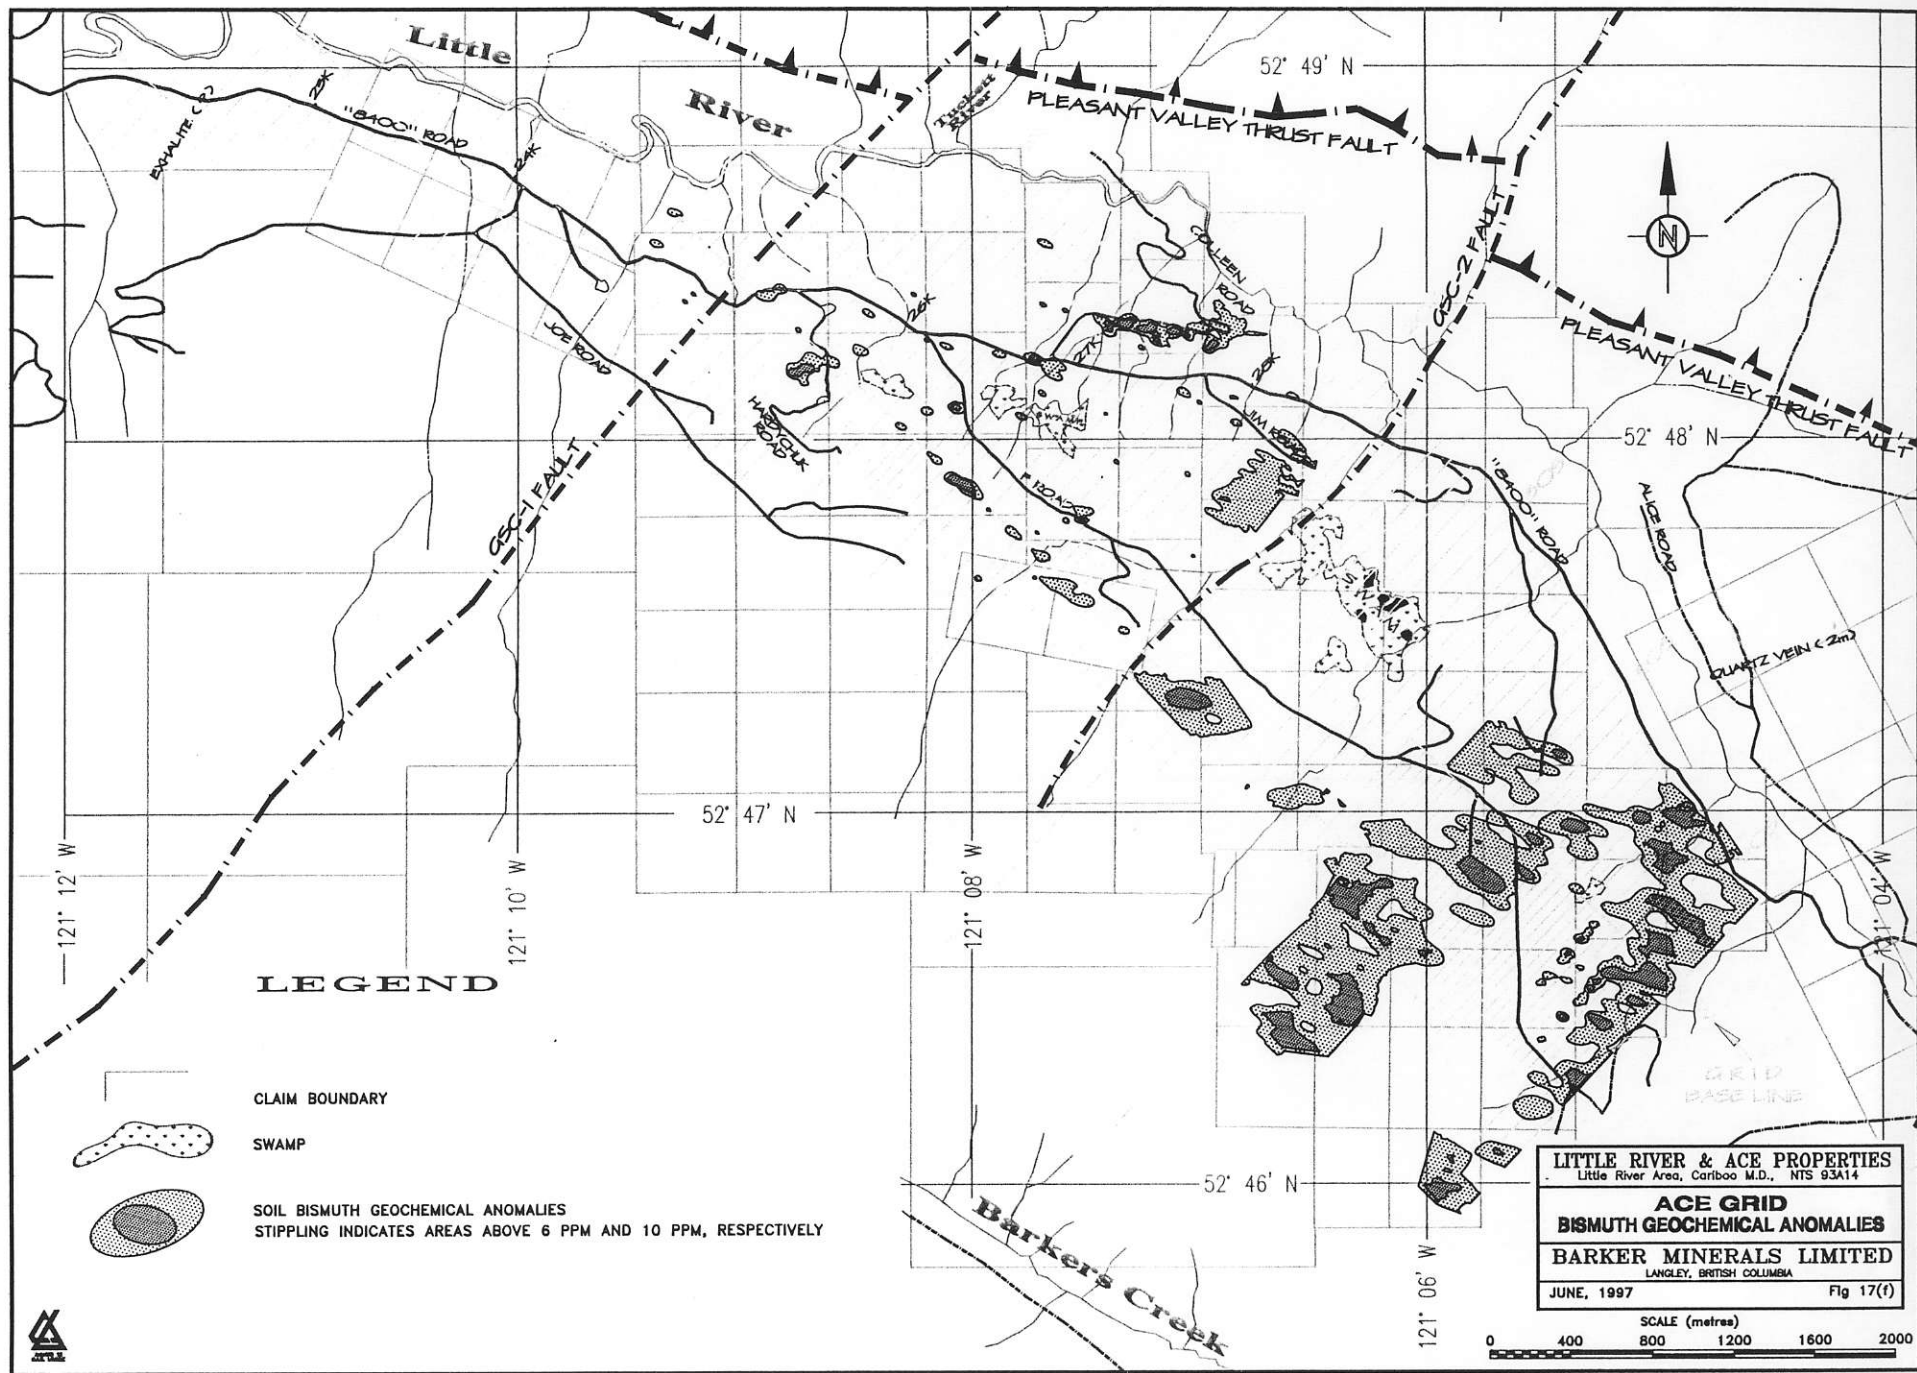 Little
River
Tuckett
River
52° 49' N
PLEASANT VALLEY THRUST FAULT
EXHALITE (?)
23K
"8400" ROAD
24K
N
COLLEEN
ROAD
GSC-2 FAULT
PLEASANT VALLEY THRUST FAULT
26K
27K
28K
JOE ROAD
HARDYCHUK
ROAD
JIM ROAD
52° 48' N
GSC-1 FAULT
F ROAD
"8400" ROAD
ALICE ROAD
SWAMP
QUARTZ VEIN (2m)
52° 47' N
121° 12' W
121° 10' W
121° 08' W
121° 04' W
LEGEND
CLAIM BOUNDARY
SWAMP
SOIL BISMUTH GEOCHEMICAL ANOMALIES
STIPPLING INDICATES AREAS ABOVE 6 PPM AND 10 PPM, RESPECTIVELY
GRID
BASE LINE
52° 46' N
Barkers Creek
121° 06' W
LITTLE RIVER & ACE PROPERTIES
Little River Area, Cariboo M.D., NTS 93A14
ACE GRID
BISMUTH GEOCHEMICAL ANOMALIES
BARKER MINERALS LIMITED
LANGLEY, BRITISH COLUMBIA
JUNE, 1997 Fig 17(f)
SCALE (metres)
0 400 800 1200 1600 2000